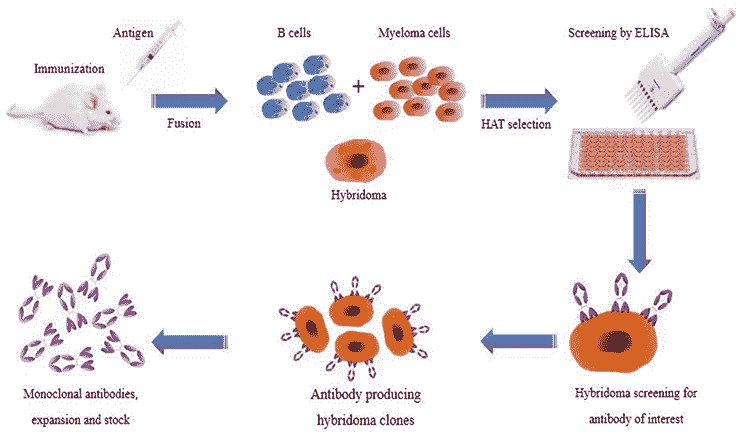 Antigen
Immunization
Fusion
B cells
Myeloma cells
Hybridoma
HAT selection
Screening by ELISA
Hybridoma screening for
antibody of interest
Antibody producing
hybridoma clones
Monoclonal antibodies,
expansion and stock